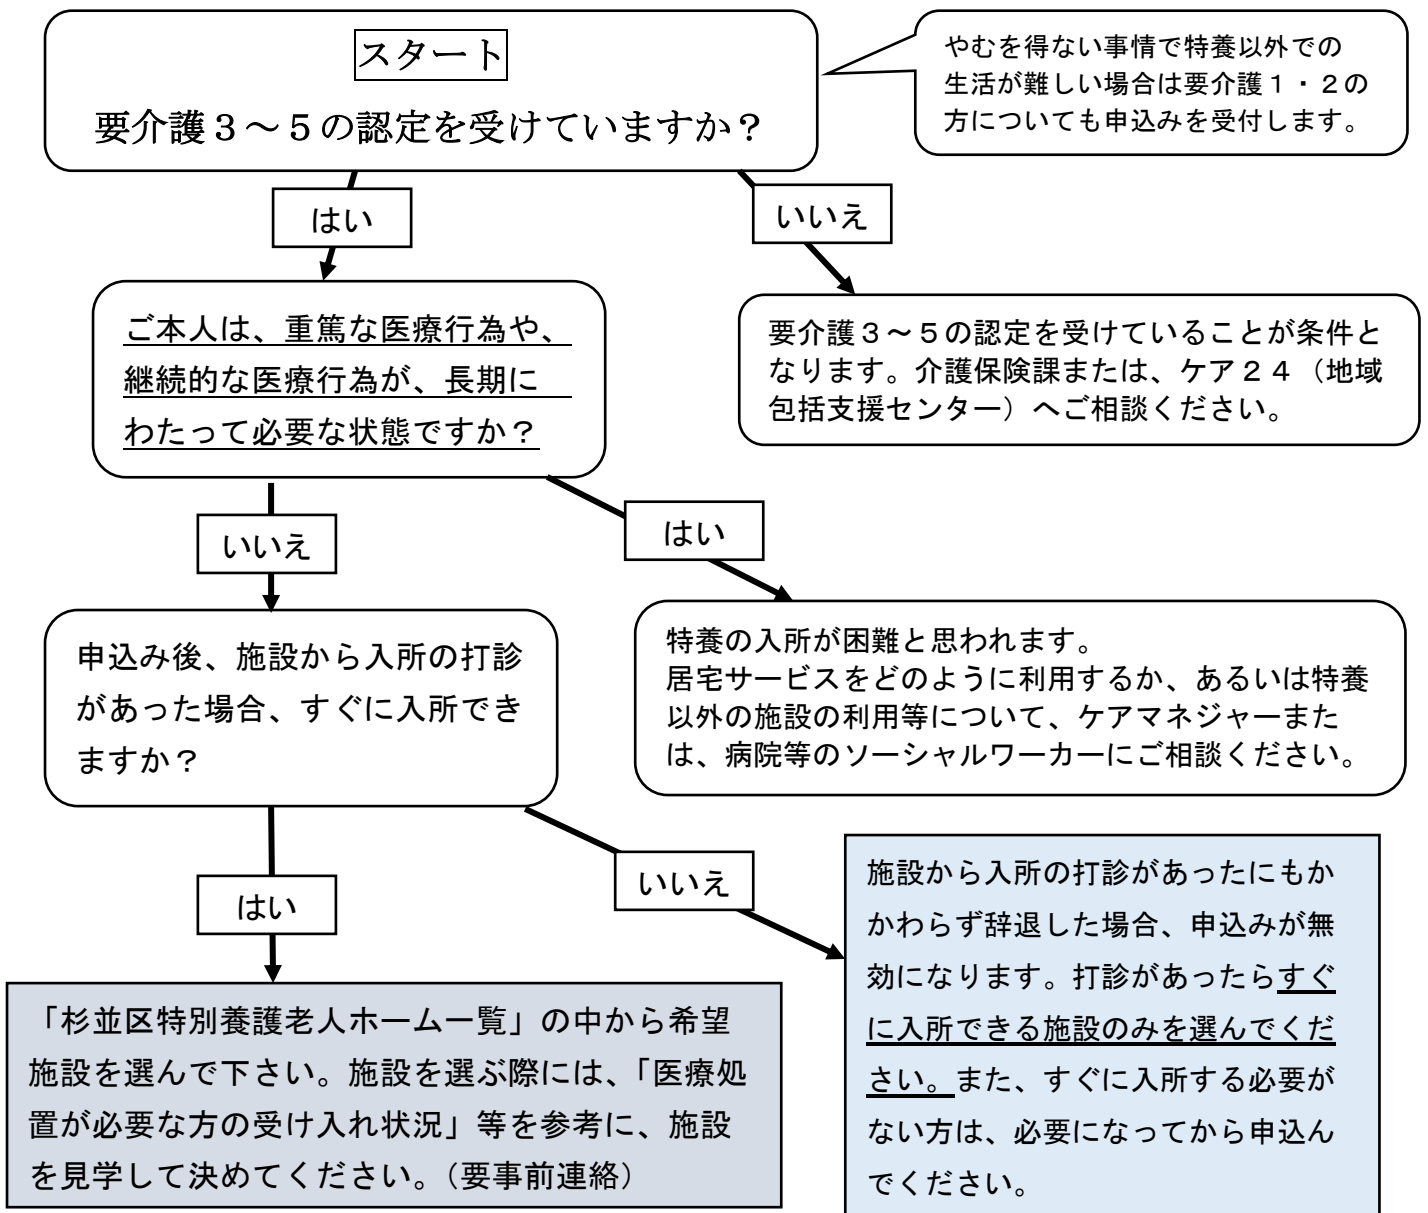 スタート
要介護３～５の認定を受けていますか？
やむを得ない事情で特養以外での
生活が難しい場合は要介護１・２の
方についても申込みを受付します。
はい
いいえ
ご本人は、重篤な医療行為や、
継続的な医療行為が、長期に
わたって必要な状態ですか？
要介護３～５の認定を受けていることが条件と
なります。介護保険課または、ケア２４（地域
包括支援センター）へご相談ください。
いいえ
はい
申込み後、施設から入所の打診
があった場合、すぐに入所でき
ますか？
特養の入所が困難と思われます。
居宅サービスをどのように利用するか、あるいは特養
以外の施設の利用等について、ケアマネジャーまた
は、病院等のソーシャルワーカーにご相談ください。
はい
いいえ
「杉並区特別養護老人ホーム一覧」の中から希望
施設を選んで下さい。施設を選ぶ際には、「医療処
置が必要な方の受け入れ状況」等を参考に、施設
を見学して決めてください。（要事前連絡）
施設から入所の打診があったにもか
かわらず辞退した場合、申込みが無
効になります。打診があったらすぐ
に入所できる施設のみを選んでくだ
さい。また、すぐに入所する必要が
ない方は、必要になってから申込ん
でください。